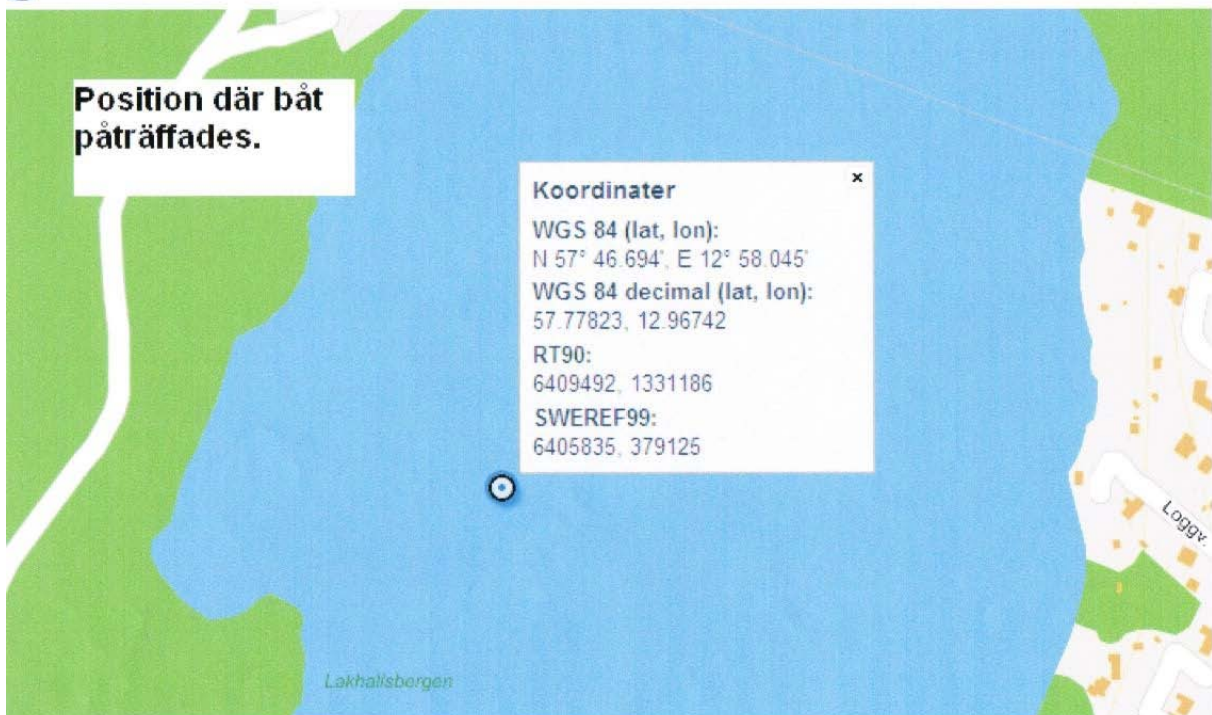 Position där båt
påträffades.
×
Koordinater
WGS 84 (lat, lon):
N 57° 46.694', E 12° 58.045'
WGS 84 decimal (lat, lon):
57.77823, 12.96742
RT90:
6409492, 1331186
SWEREF99:
6405835, 379125
Loggv.
Lakhallsbergen